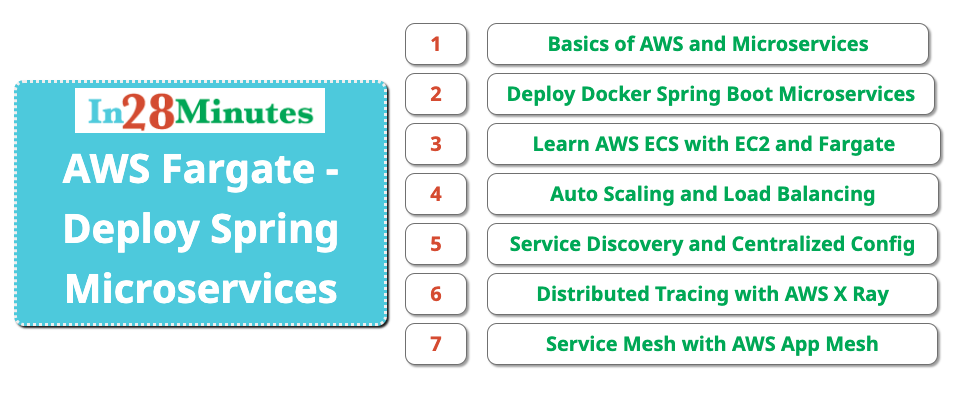 In28Minutes
AWS Fargate -
Deploy Spring
Microservices
1 Basics of AWS and Microservices
2 Deploy Docker Spring Boot Microservices
3 Learn AWS ECS with EC2 and Fargate
4 Auto Scaling and Load Balancing
5 Service Discovery and Centralized Config
6 Distributed Tracing with AWS X Ray
7 Service Mesh with AWS App Mesh